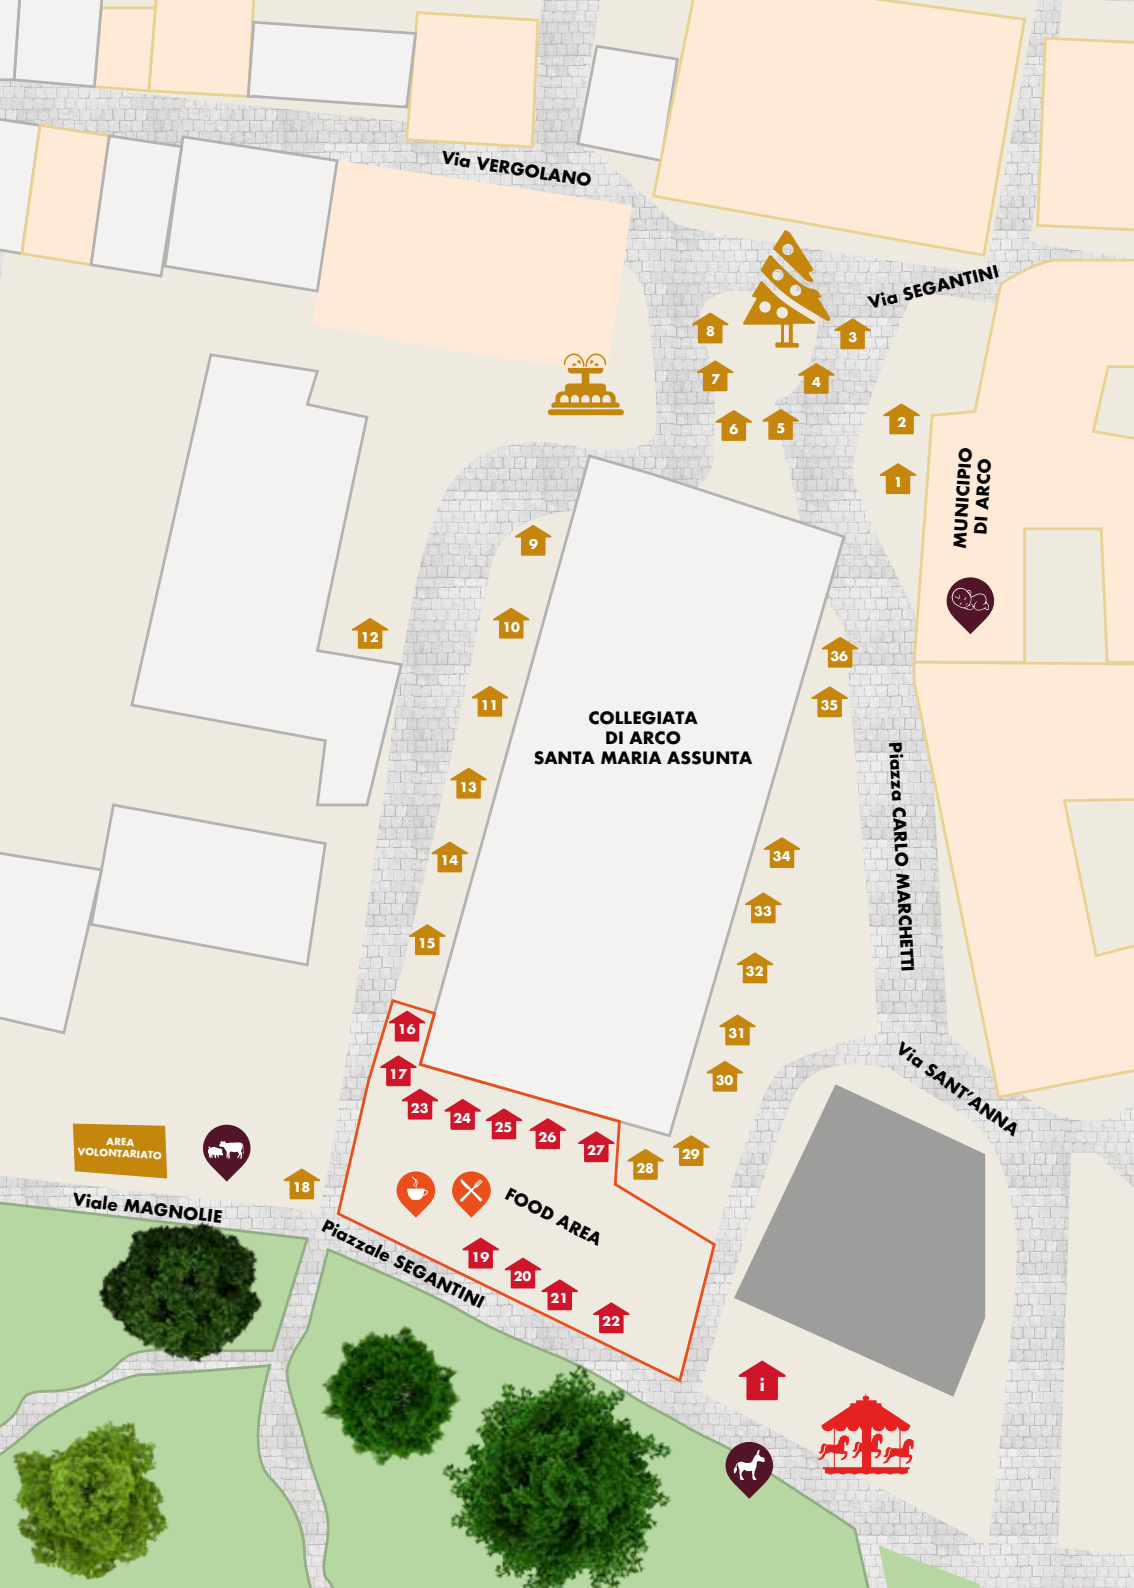 Via VERGOLANO
Via SEGANTINI
8
3
7
4
6
5
2
1
MUNICIPIO
DI ARCO
9
10
12
11
36
35
COLLEGIATA
DI ARCO
SANTA MARIA ASSUNTA
Piazza CARLO MARCHETTI
13
14
15
34
33
32
31
30
16
17
23
24
25
26
27
28
29
Via SANT'ANNA
AREA
VOLONTARIATO
18
Viale MAGNOLIE
FOOD AREA
Piazzale SEGANTINI
19
20
21
22
i